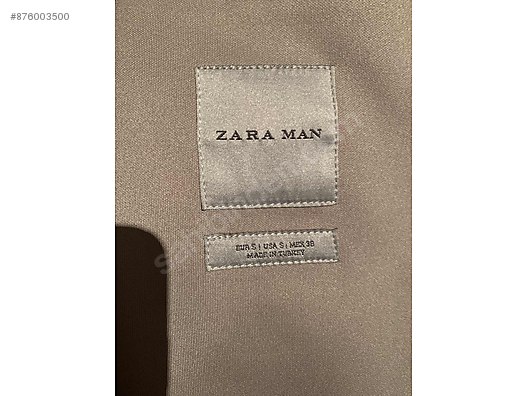 #876003500
ZARA MAN
EUR S | USA S | MEX 38
MADE IN TURKEY